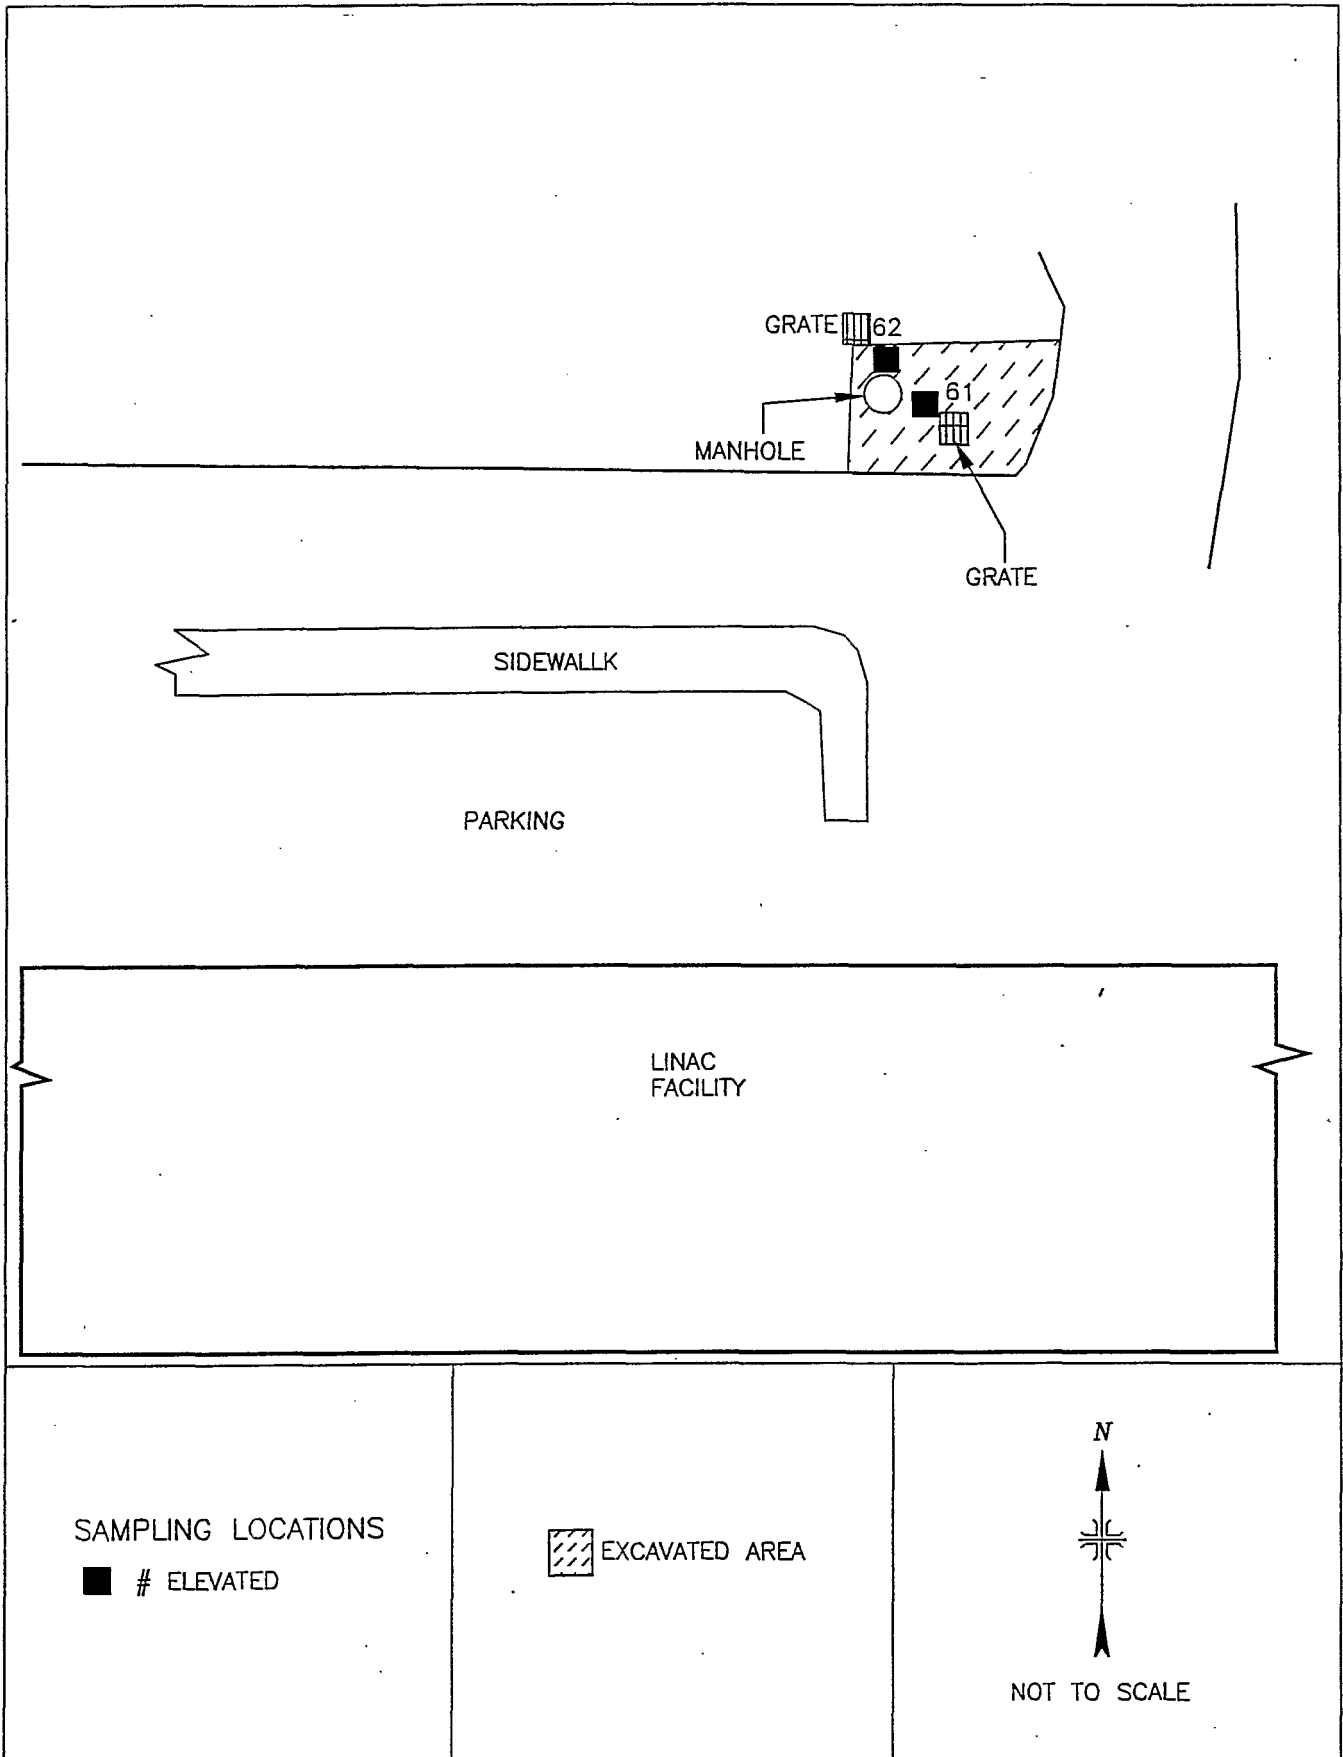 GRATE 62
61
MANHOLE
GRATE
SIDEWALLK
PARKING
LINAC
FACILITY
SAMPLING LOCATIONS
# ELEVATED
EXCAVATED AREA
N
NOT TO SCALE